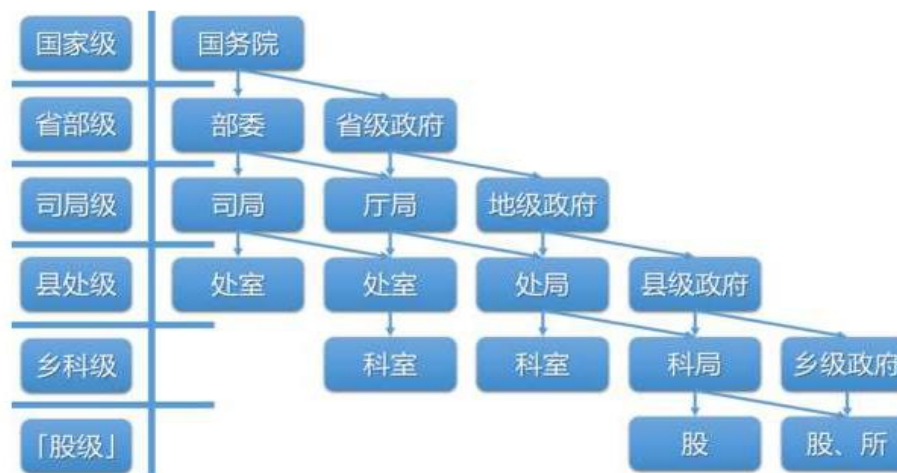 国家级 国务院
省部级 部委 省级政府
司局级 司局 厅局 地级政府
县处级 处室 处室 处局 县级政府
乡科级 科室 科室 科局 乡级政府
「股级」 股 股、所